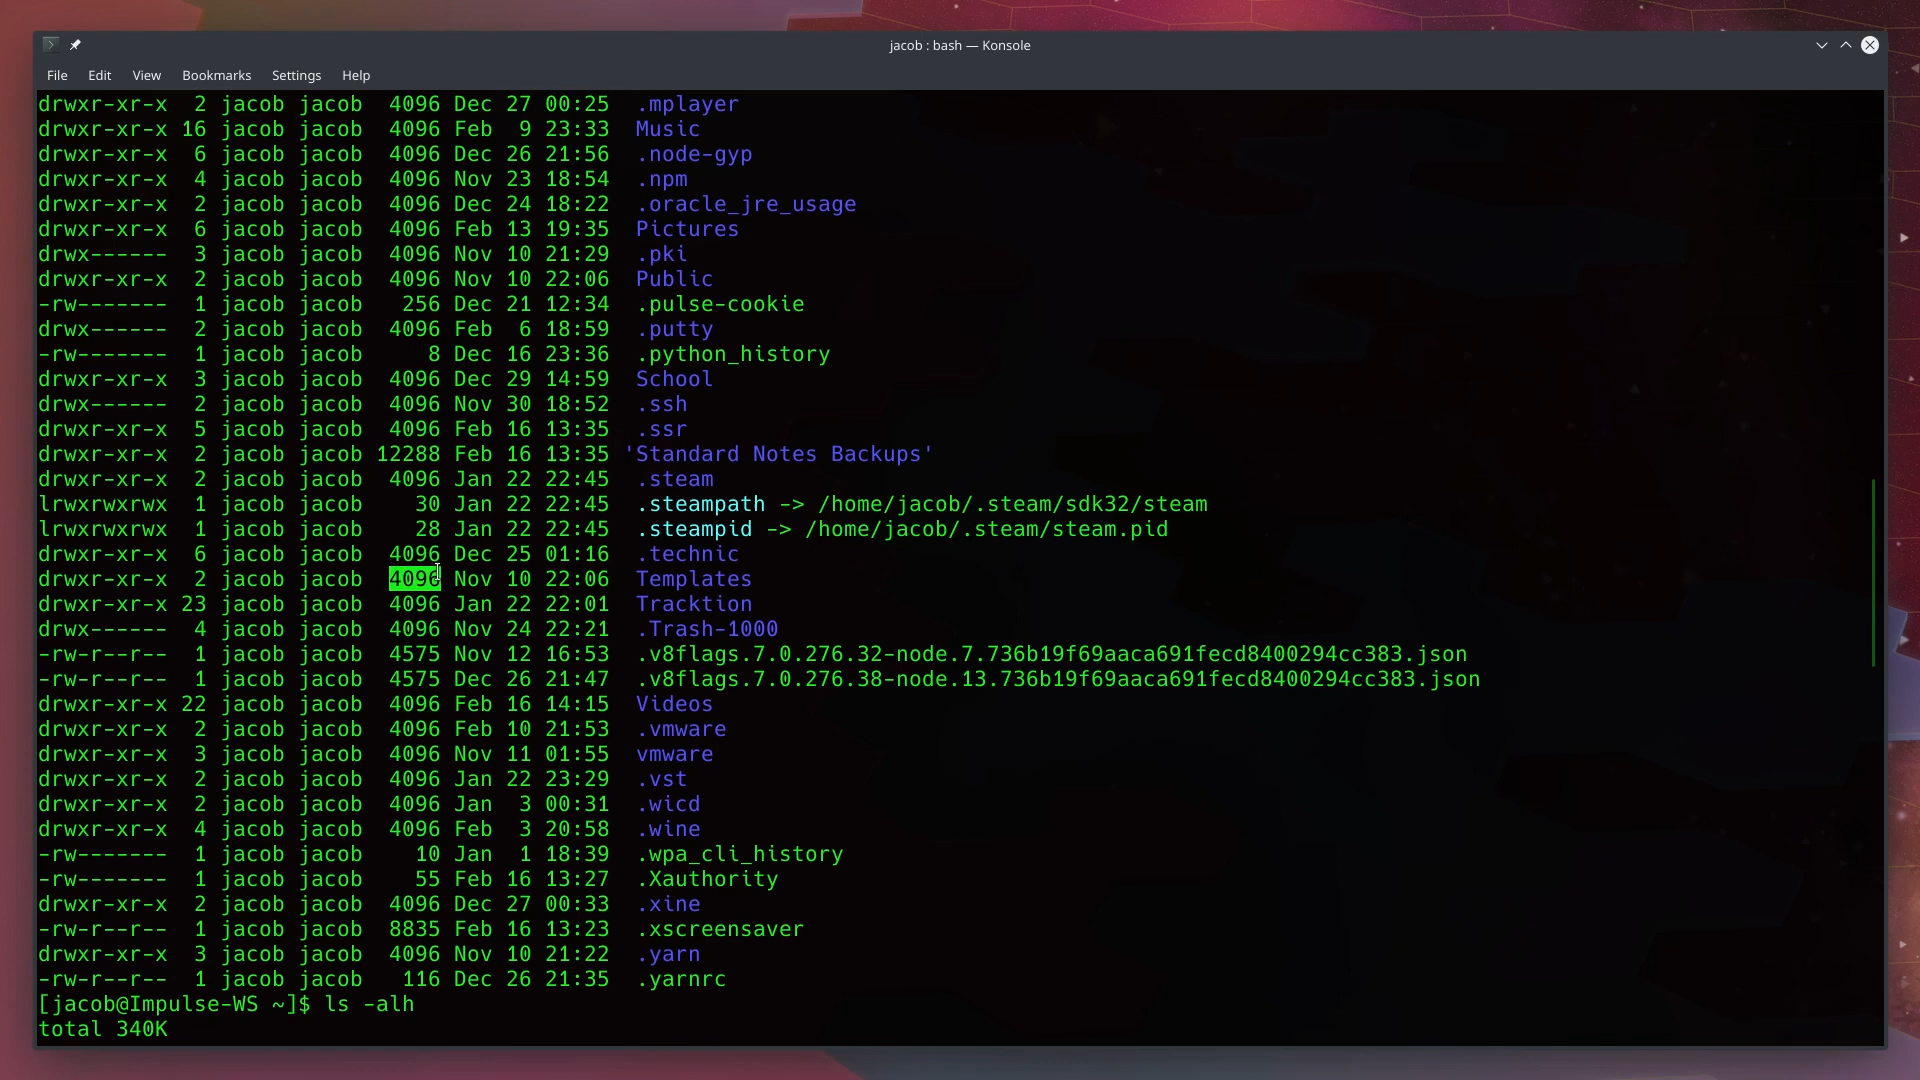 jacob : bash — Konsole
File Edit View Bookmarks Settings Help
drwxr-xr-x  2 jacob jacob  4096 Dec 27 00:25  .mplayer
drwxr-xr-x 16 jacob jacob  4096 Feb  9 23:33  Music
drwxr-xr-x  6 jacob jacob  4096 Dec 26 21:56  .node-gyp
drwxr-xr-x  4 jacob jacob  4096 Nov 23 18:54  .npm
drwxr-xr-x  2 jacob jacob  4096 Dec 24 18:22  .oracle_jre_usage
drwxr-xr-x  6 jacob jacob  4096 Feb 13 19:35  Pictures
drwx------  3 jacob jacob  4096 Nov 10 21:29  .pki
drwxr-xr-x  2 jacob jacob  4096 Nov 10 22:06  Public
-rw-------  1 jacob jacob   256 Dec 21 12:34  .pulse-cookie
drwx------  2 jacob jacob  4096 Feb  6 18:59  .putty
-rw-------  1 jacob jacob     8 Dec 16 23:36  .python_history
drwxr-xr-x  3 jacob jacob  4096 Dec 29 14:59  School
drwx------  2 jacob jacob  4096 Nov 30 18:52  .ssh
drwxr-xr-x  5 jacob jacob  4096 Feb 16 13:35  .ssr
drwxr-xr-x  2 jacob jacob 12288 Feb 16 13:35 'Standard Notes Backups'
drwxr-xr-x  2 jacob jacob  4096 Jan 22 22:45  .steam
lrwxrwxrwx  1 jacob jacob    30 Jan 22 22:45  .steampath -> /home/jacob/.steam/sdk32/steam
lrwxrwxrwx  1 jacob jacob    28 Jan 22 22:45  .steampid -> /home/jacob/.steam/steam.pid
drwxr-xr-x  6 jacob jacob  4096 Dec 25 01:16  .technic
drwxr-xr-x  2 jacob jacob  4096 Nov 10 22:06  Templates
drwxr-xr-x 23 jacob jacob  4096 Jan 22 22:01  Tracktion
drwx------  4 jacob jacob  4096 Nov 24 22:21  .Trash-1000
-rw-r--r--  1 jacob jacob  4575 Nov 12 16:53  .v8flags.7.0.276.32-node.7.736b19f69aaca691fecd8400294cc383.json
-rw-r--r--  1 jacob jacob  4575 Dec 26 21:47  .v8flags.7.0.276.38-node.13.736b19f69aaca691fecd8400294cc383.json
drwxr-xr-x 22 jacob jacob  4096 Feb 16 14:15  Videos
drwxr-xr-x  2 jacob jacob  4096 Feb 10 21:53  .vmware
drwxr-xr-x  3 jacob jacob  4096 Nov 11 01:55  vmware
drwxr-xr-x  2 jacob jacob  4096 Jan 22 23:29  .vst
drwxr-xr-x  2 jacob jacob  4096 Jan  3 00:31  .wicd
drwxr-xr-x  4 jacob jacob  4096 Feb  3 20:58  .wine
-rw-------  1 jacob jacob    10 Jan  1 18:39  .wpa_cli_history
-rw-------  1 jacob jacob    55 Feb 16 13:27  .Xauthority
drwxr-xr-x  2 jacob jacob  4096 Dec 27 00:33  .xine
-rw-r--r--  1 jacob jacob  8835 Feb 16 13:23  .xscreensaver
drwxr-xr-x  3 jacob jacob  4096 Nov 10 21:22  .yarn
-rw-r--r--  1 jacob jacob   116 Dec 26 21:35  .yarnrc
[jacob@Impulse-WS ~]$ ls -alh
total 340K